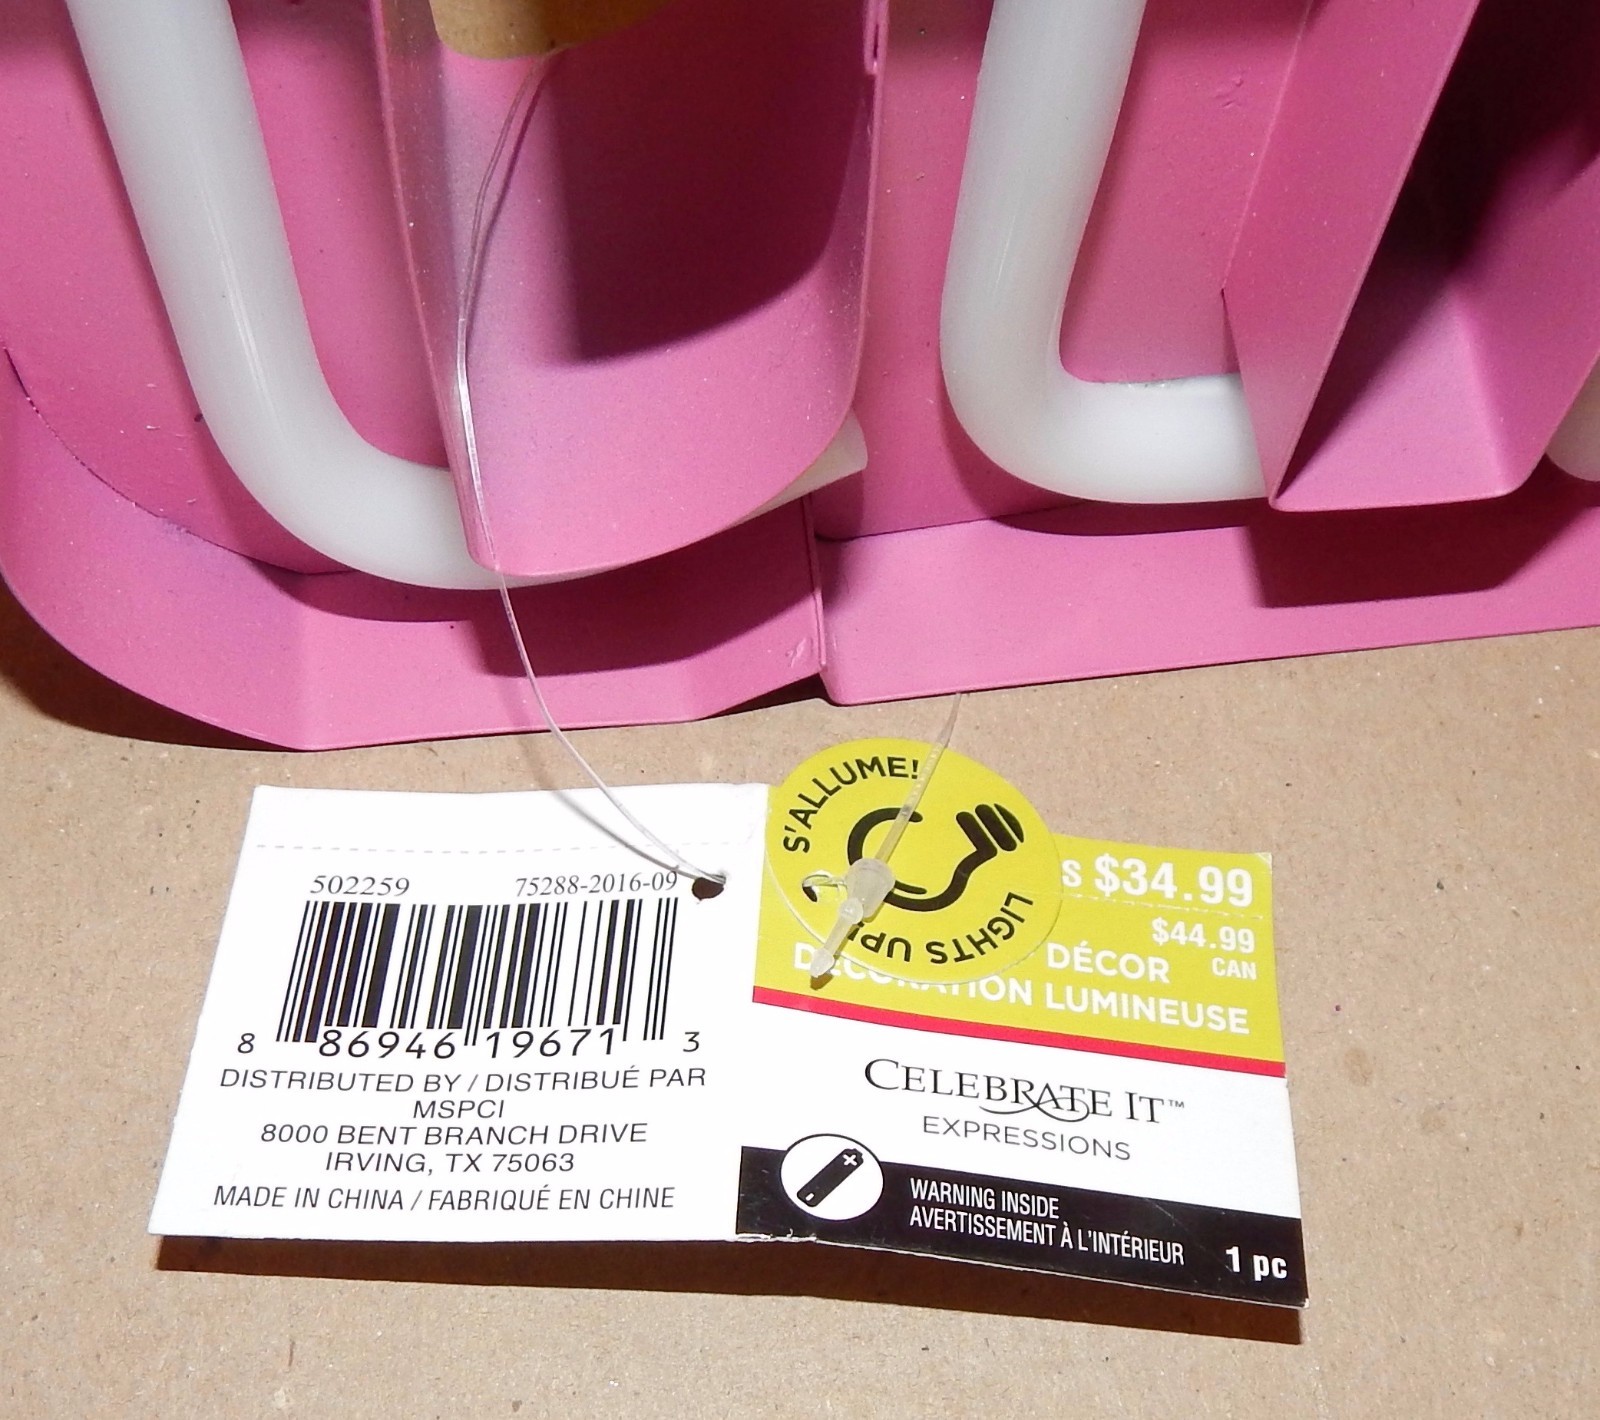 502259 75288-2016-09
8 86946 19671 3
DISTRIBUTED BY / DISTRIBUÉ PAR
MSPCI
8000 BENT BRANCH DRIVE
IRVING, TX 75063
MADE IN CHINA / FABRIQUÉ EN CHINE
S'ALLUME!
LIGHTS UP!
$34.99
$44.99
CAN
DÉCOR
DÉCORATION LUMINEUSE
CELEBRATE IT™
EXPRESSIONS
WARNING INSIDE
AVERTISSEMENT À L'INTÉRIEUR
1 pc